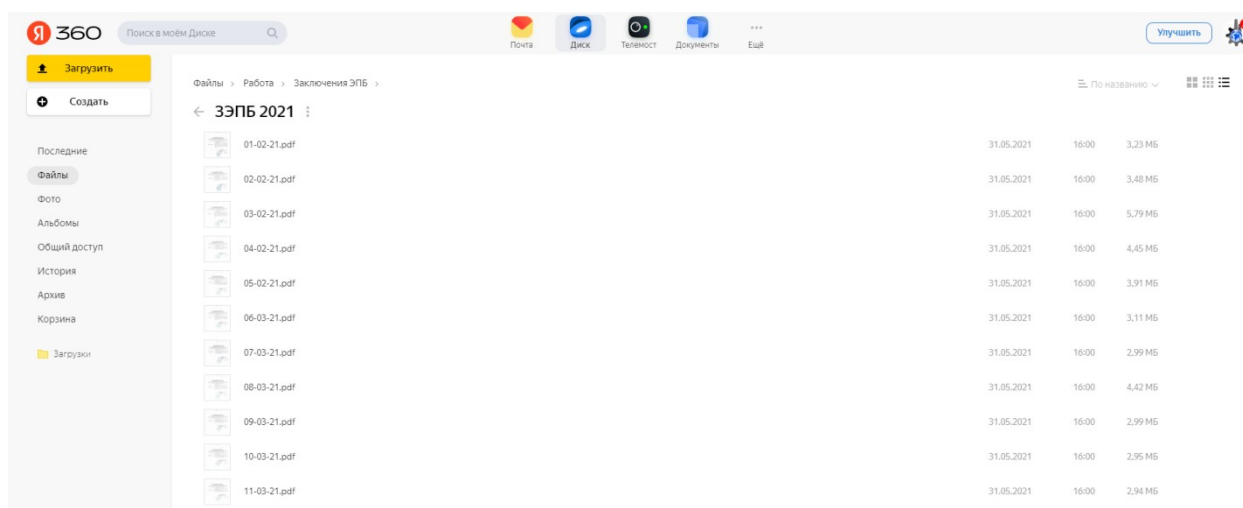 Я 360 Поиск в моём Диске Почта Диск Телемост Документы Ещё Улучшить
Загрузить
Создать
Последние
Файлы
Фото
Альбомы
Общий доступ
История
Архив
Корзина
Загрузки
Файлы > Работа > Заключения ЭПБ > По названию
← ЗЭПБ 2021
01-02-21.pdf 31.05.2021 16:00 3,23 МБ
02-02-21.pdf 31.05.2021 16:00 3,48 МБ
03-02-21.pdf 31.05.2021 16:00 5,79 МБ
04-02-21.pdf 31.05.2021 16:00 4,45 МБ
05-02-21.pdf 31.05.2021 16:00 3,91 МБ
06-03-21.pdf 31.05.2021 16:00 3,11 МБ
07-03-21.pdf 31.05.2021 16:00 2,99 МБ
08-03-21.pdf 31.05.2021 16:00 4,42 МБ
09-03-21.pdf 31.05.2021 16:00 2,99 МБ
10-03-21.pdf 31.05.2021 16:00 2,95 МБ
11-03-21.pdf 31.05.2021 16:00 2,94 МБ